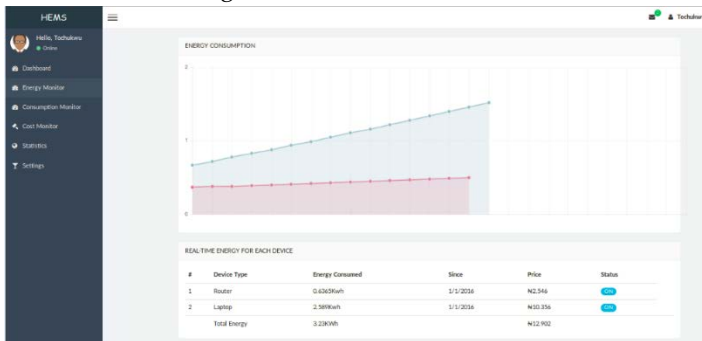 HEMS
Tochukwu
Hello, Tochukwu
Online
Dashboard
Energy Monitor
Consumption Monitor
Cost Monitor
Statistics
Settings
ENERGY CONSUMPTION
2
1
0
REAL-TIME ENERGY FOR EACH DEVICE
# Device Type Energy Consumed Since Price Status
1 Router 0.6365Kwh 1/1/2016 ₦2.546 ON
2 Laptop 2.589Kwh 1/1/2016 ₦10.356 ON
Total Energy 3.23KWh ₦12.902